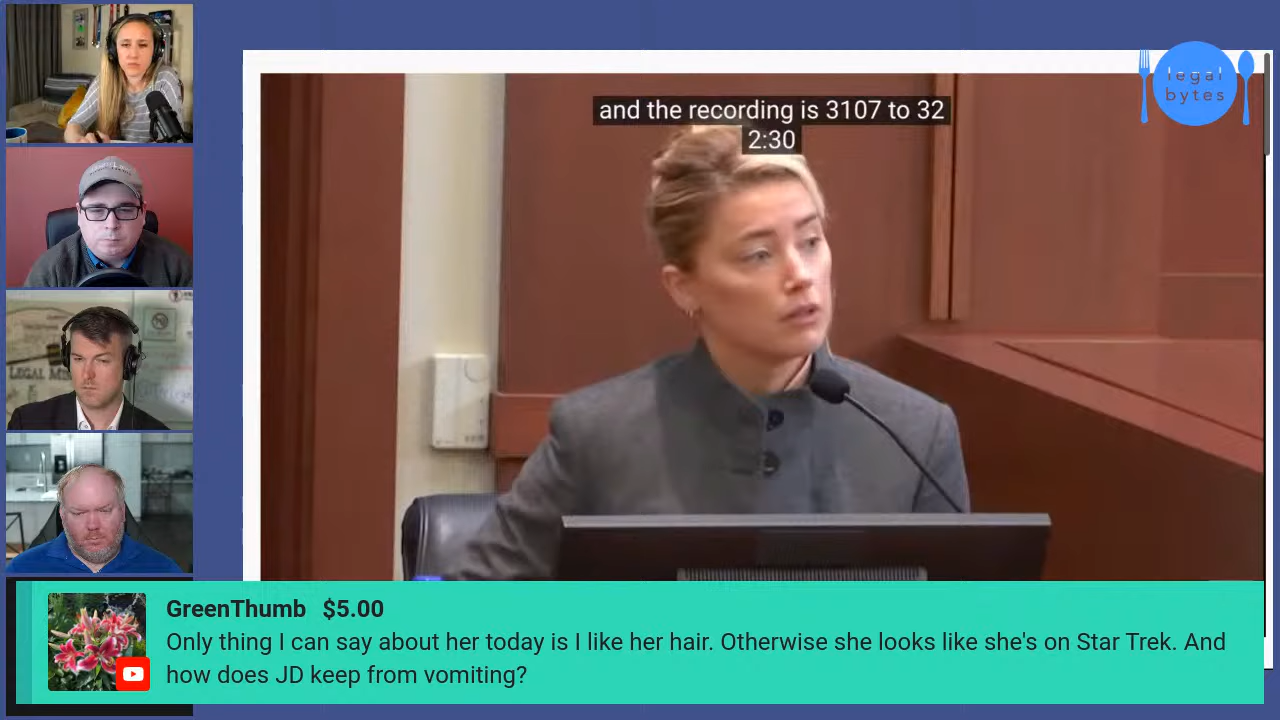 and the recording is 3107 to 32
2:30
legal
bytes
LEGAL M
GreenThumb $5.00
Only thing I can say about her today is I like her hair. Otherwise she looks like she's on Star Trek. And
how does JD keep from vomiting?